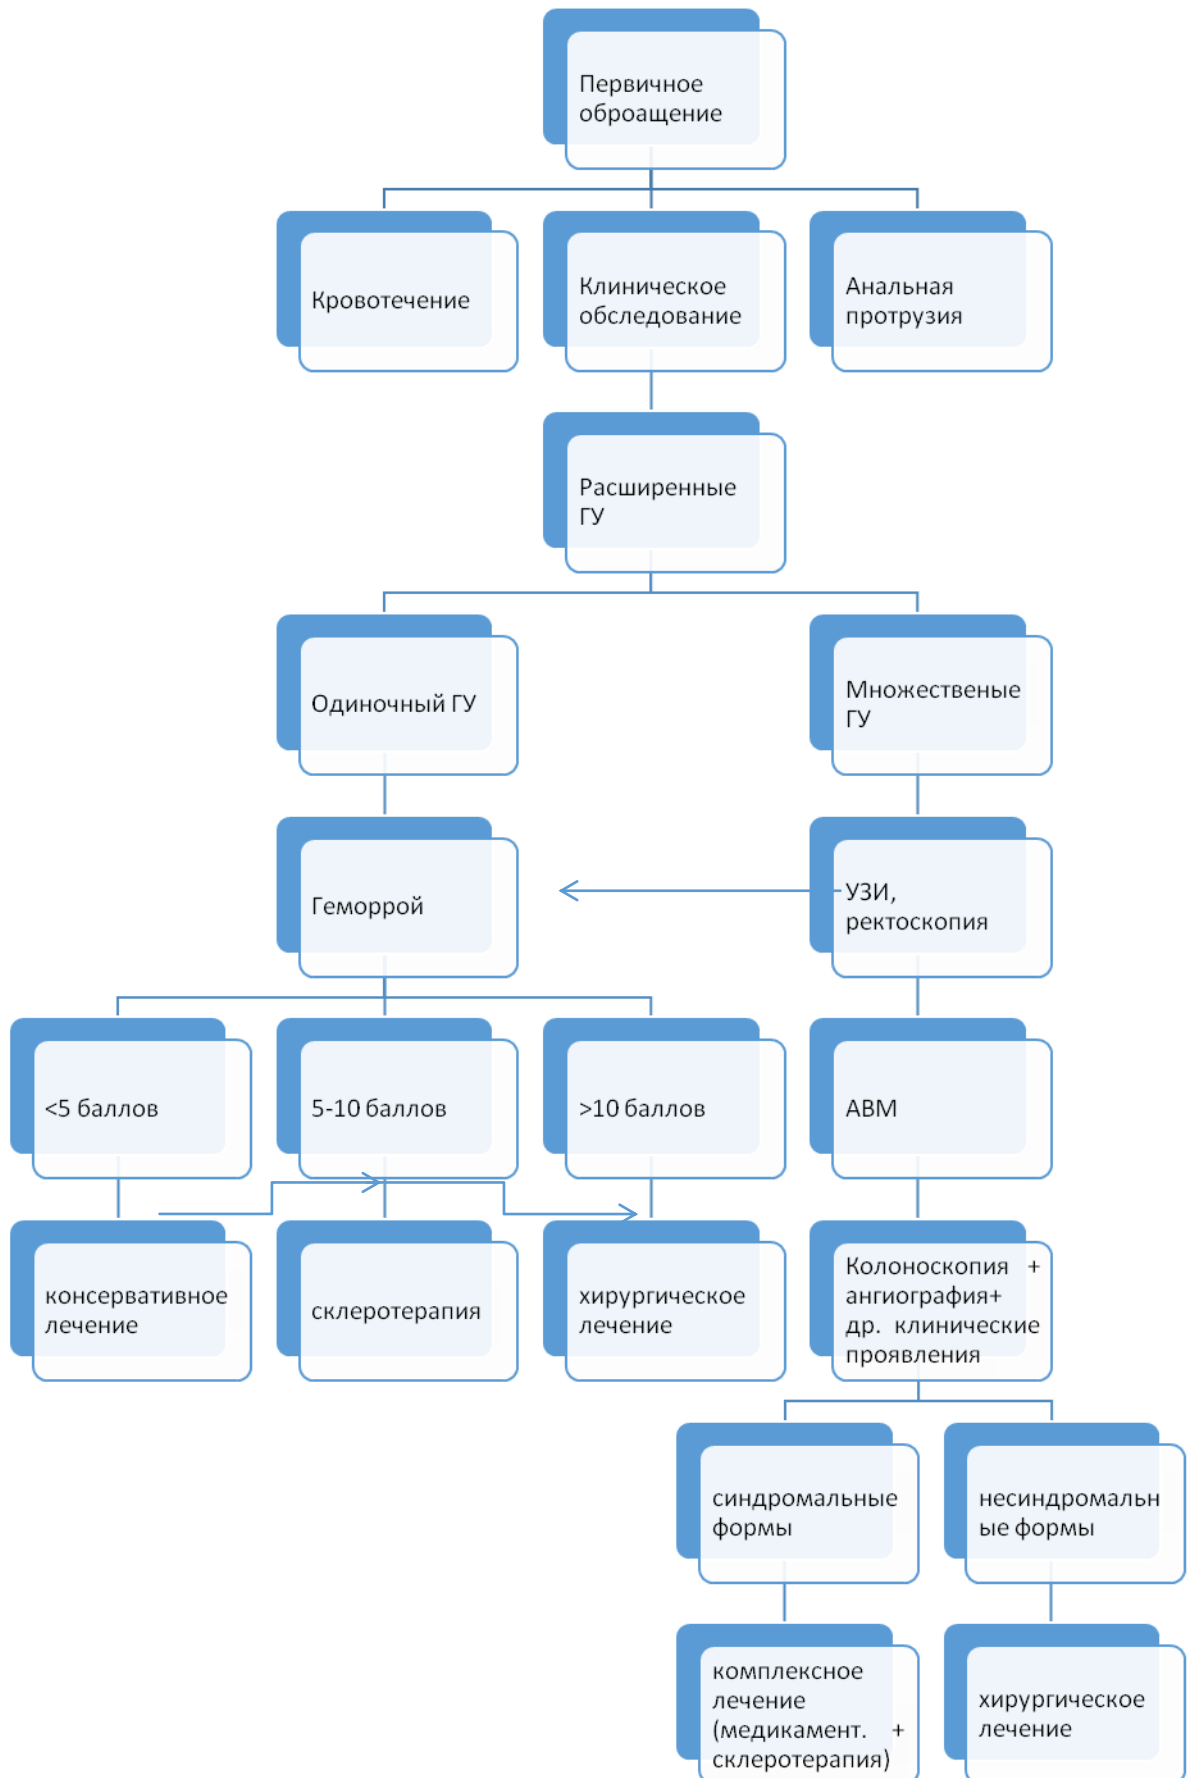 Первичное
оброащение
Кровотечение
Клиническое
обследование
Анальная
протрузия
Расширенные
ГУ
Одиночный ГУ
Множественые
ГУ
Геморрой
УЗИ,
ректоскопия
<5 баллов
5-10 баллов
>10 баллов
АВМ
консервативное
лечение
склеротерапия
хирургическое
лечение
Колоноскопия +
ангиография+
др. клинические
проявления
синдромальные
формы
несиндромальн
ые формы
комплексное
лечение
(медикамент. +
склеротерапия)
хирургическое
лечение